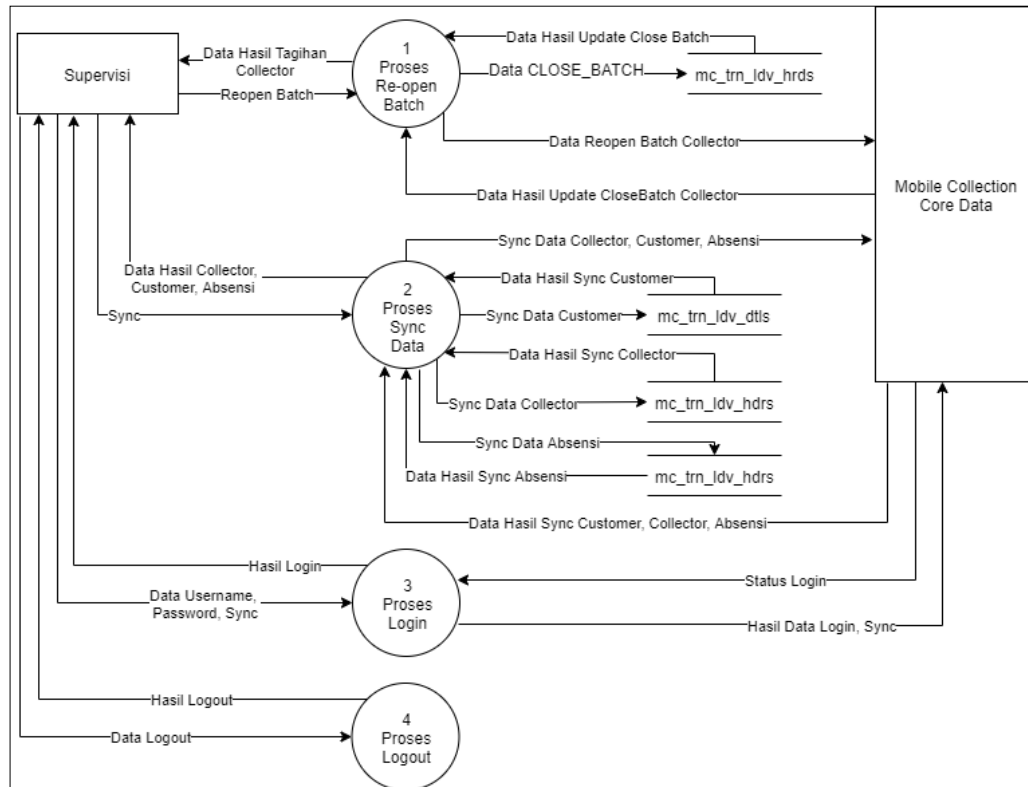 Supervisi
Data Hasil Tagihan
Collector
Reopen Batch
1
Proses
Re-open
Batch
Data Hasil Update Close Batch
Data CLOSE_BATCH
mc_trn_ldv_hrds
Data Reopen Batch Collector
Data Hasil Update CloseBatch Collector
Mobile Collection
Core Data
Sync Data Collector, Customer, Absensi
Data Hasil Collector,
Customer, Absensi
Sync
2
Proses
Sync
Data
Data Hasil Sync Customer
Sync Data Customer
mc_trn_ldv_dtls
Data Hasil Sync Collector
Sync Data Collector
mc_trn_ldv_hdrs
Sync Data Absensi
Data Hasil Sync Absensi
mc_trn_ldv_hdrs
Data Hasil Sync Customer, Collector, Absensi
Hasil Login
Data Username,
Password, Sync
3
Proses
Login
Status Login
Hasil Data Login, Sync
Hasil Logout
Data Logout
4
Proses
Logout